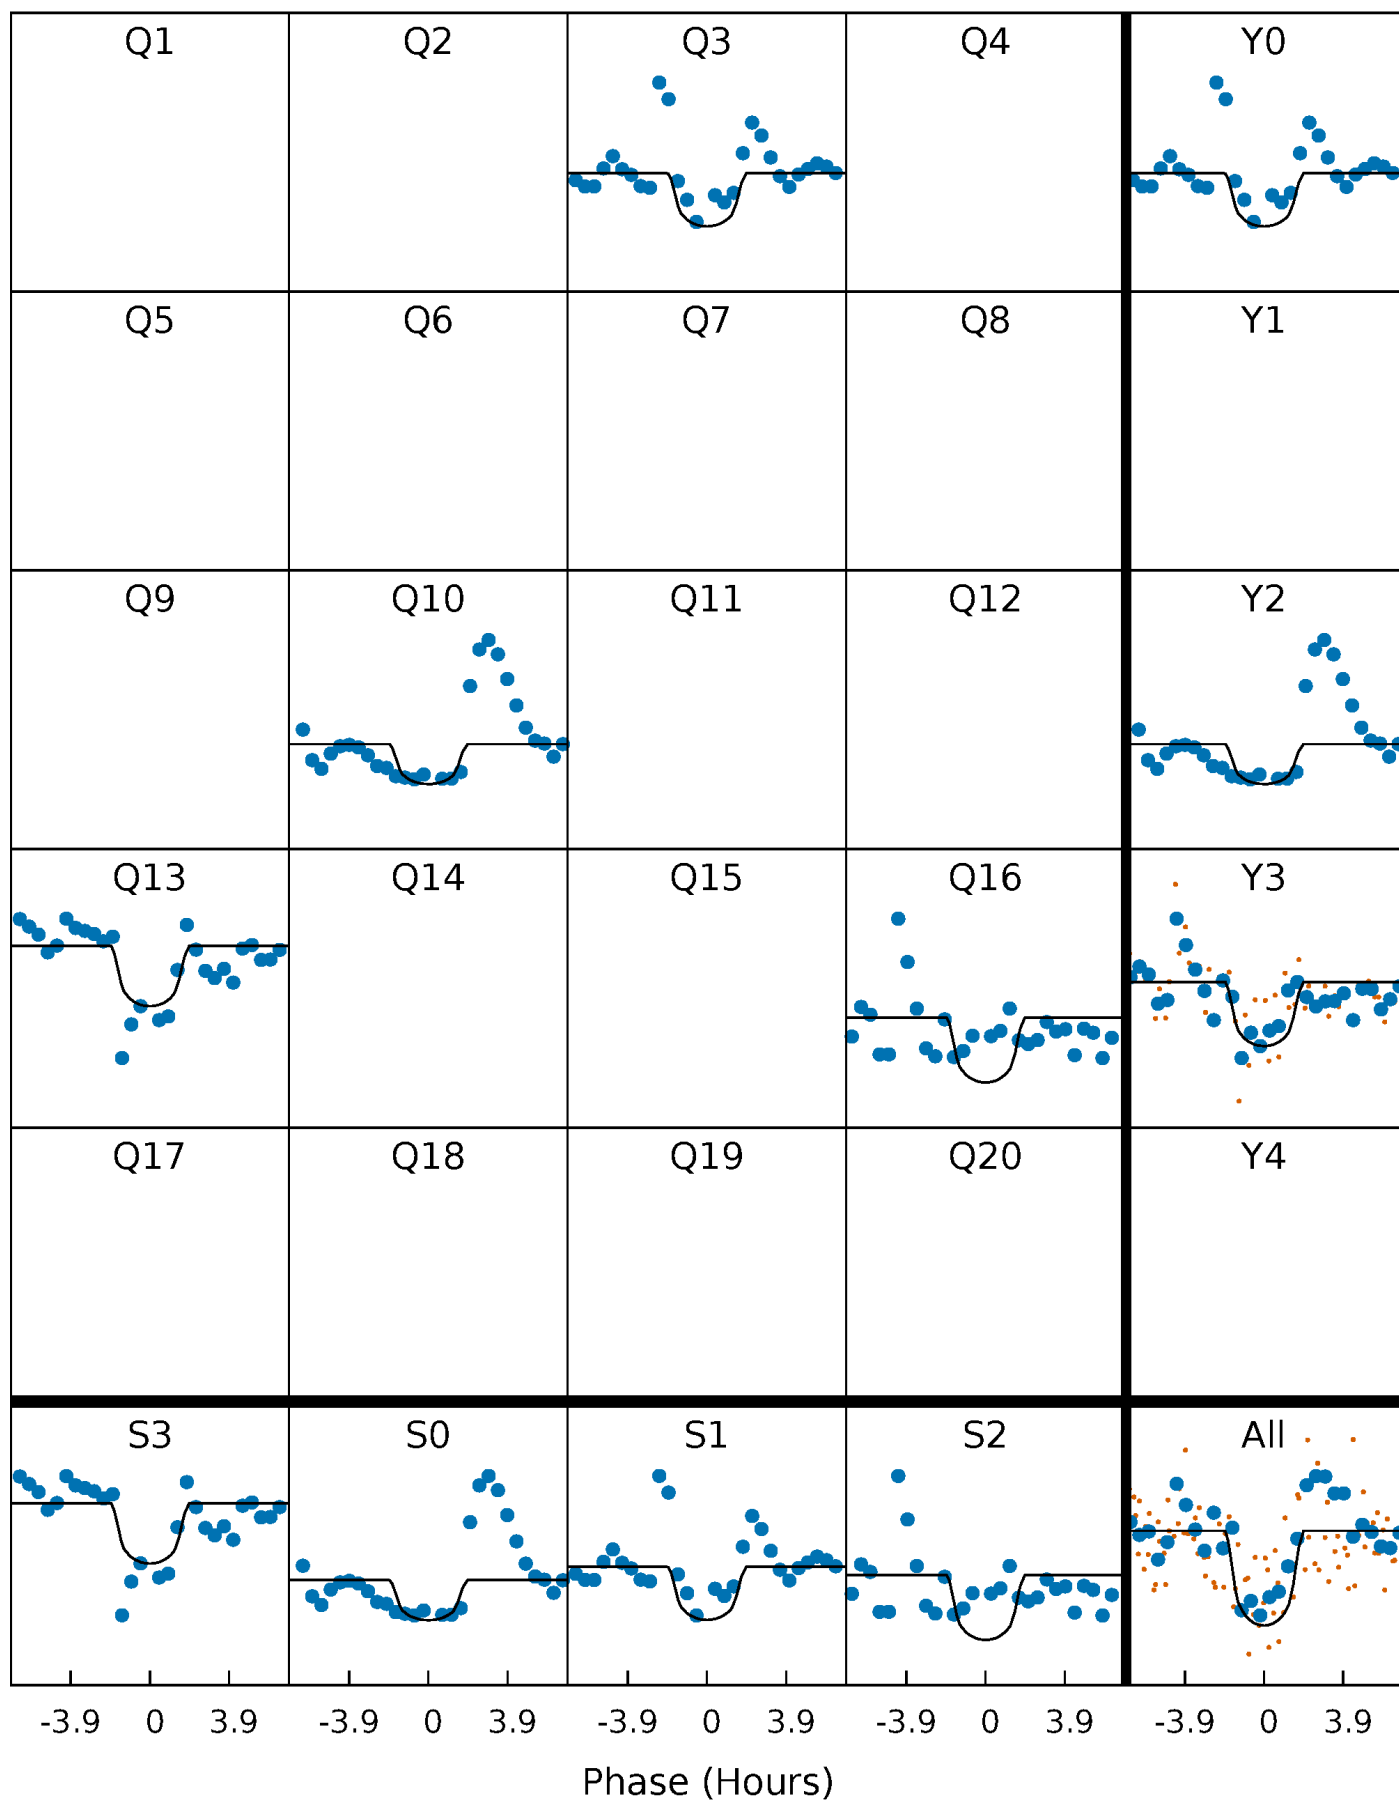 Q1 Q2 Q3 Q4 Y0
Q5 Q6 Q7 Q8 Y1
Q9 Q10 Q11 Q12 Y2
Q13 Q14 Q15 Q16 Y3
Q17 Q18 Q19 Q20 Y4
S3 S0 S1 S2 All
-3.9 0 3.9 -3.9 0 3.9 -3.9 0 3.9 -3.9 0 3.9 -3.9 0 3.9
Phase (Hours)